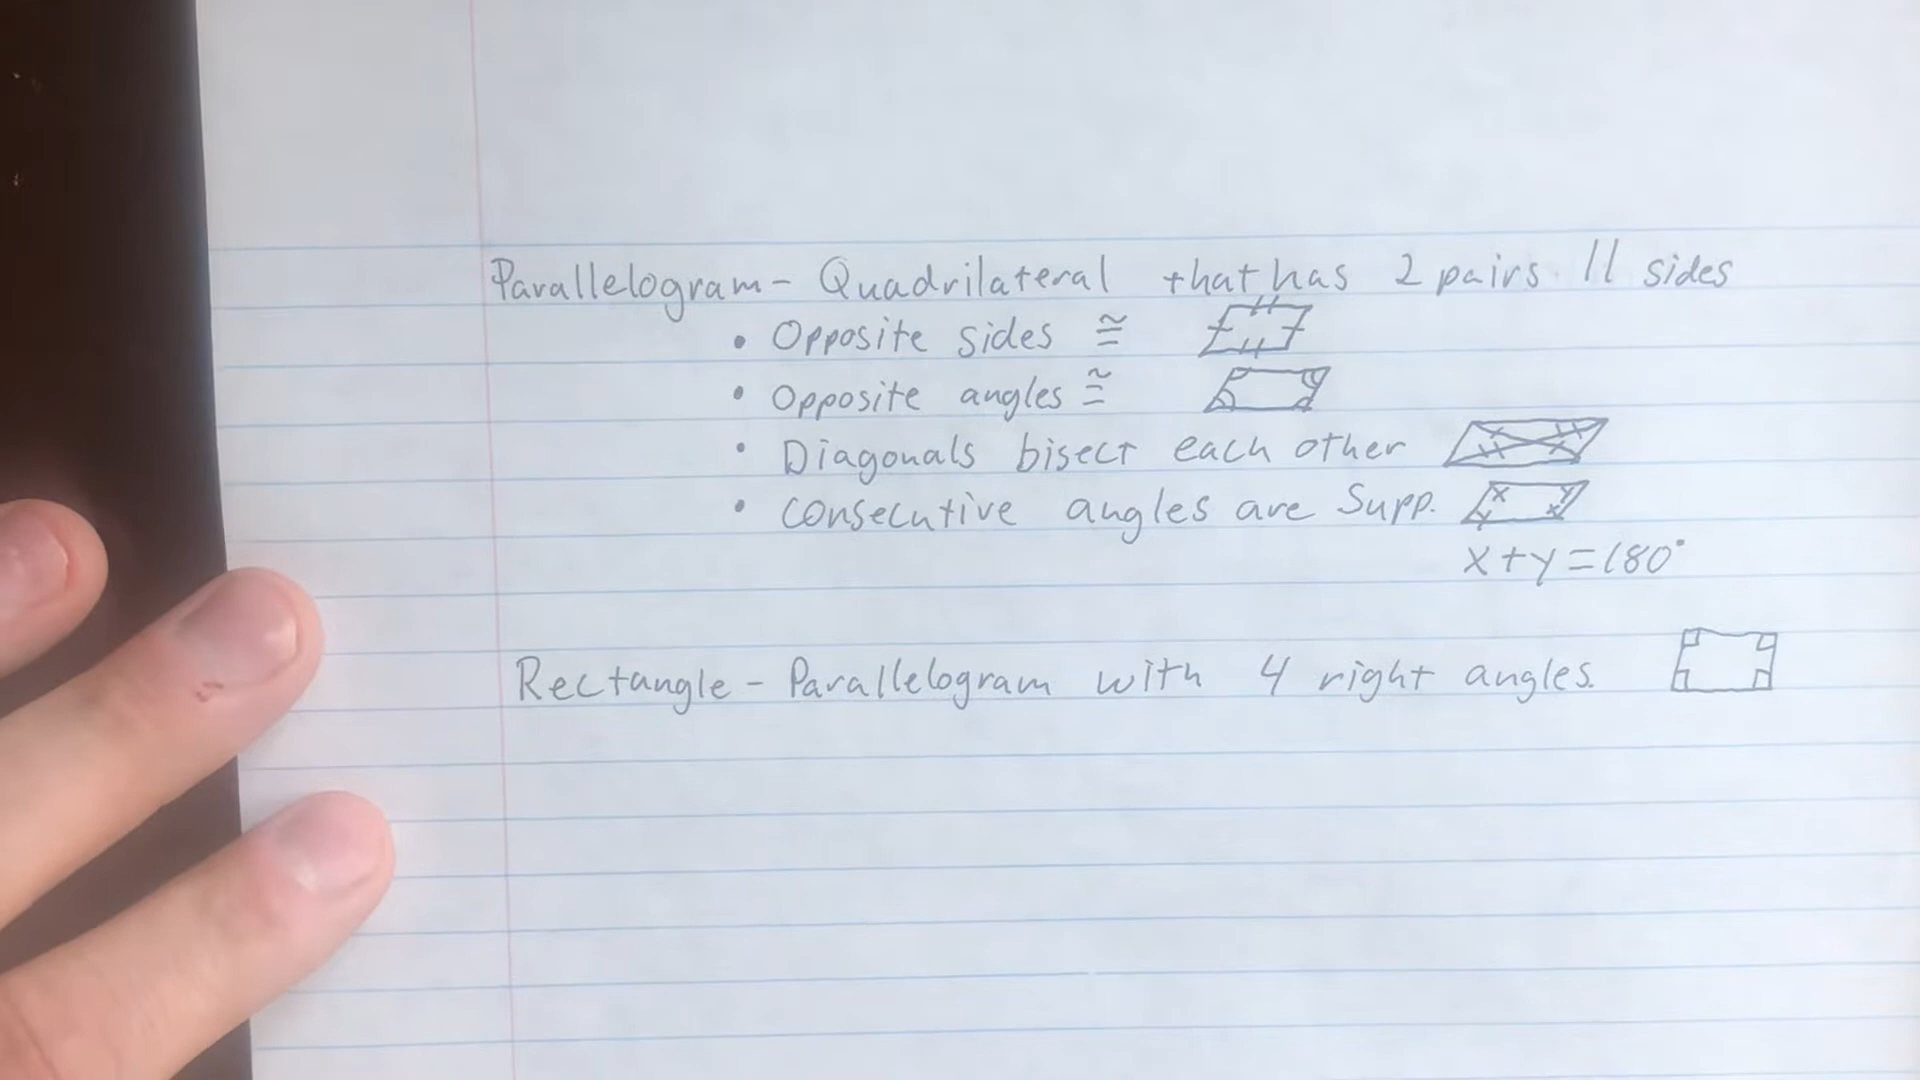 Parallelogram - Quadrilateral that has 2 pairs. || sides
• Opposite sides ≅
• Opposite angles ≅
• Diagonals bisect each other
• consecutive angles are Supp.
x + y = 180°
Rectangle - Parallelogram with 4 right angles.